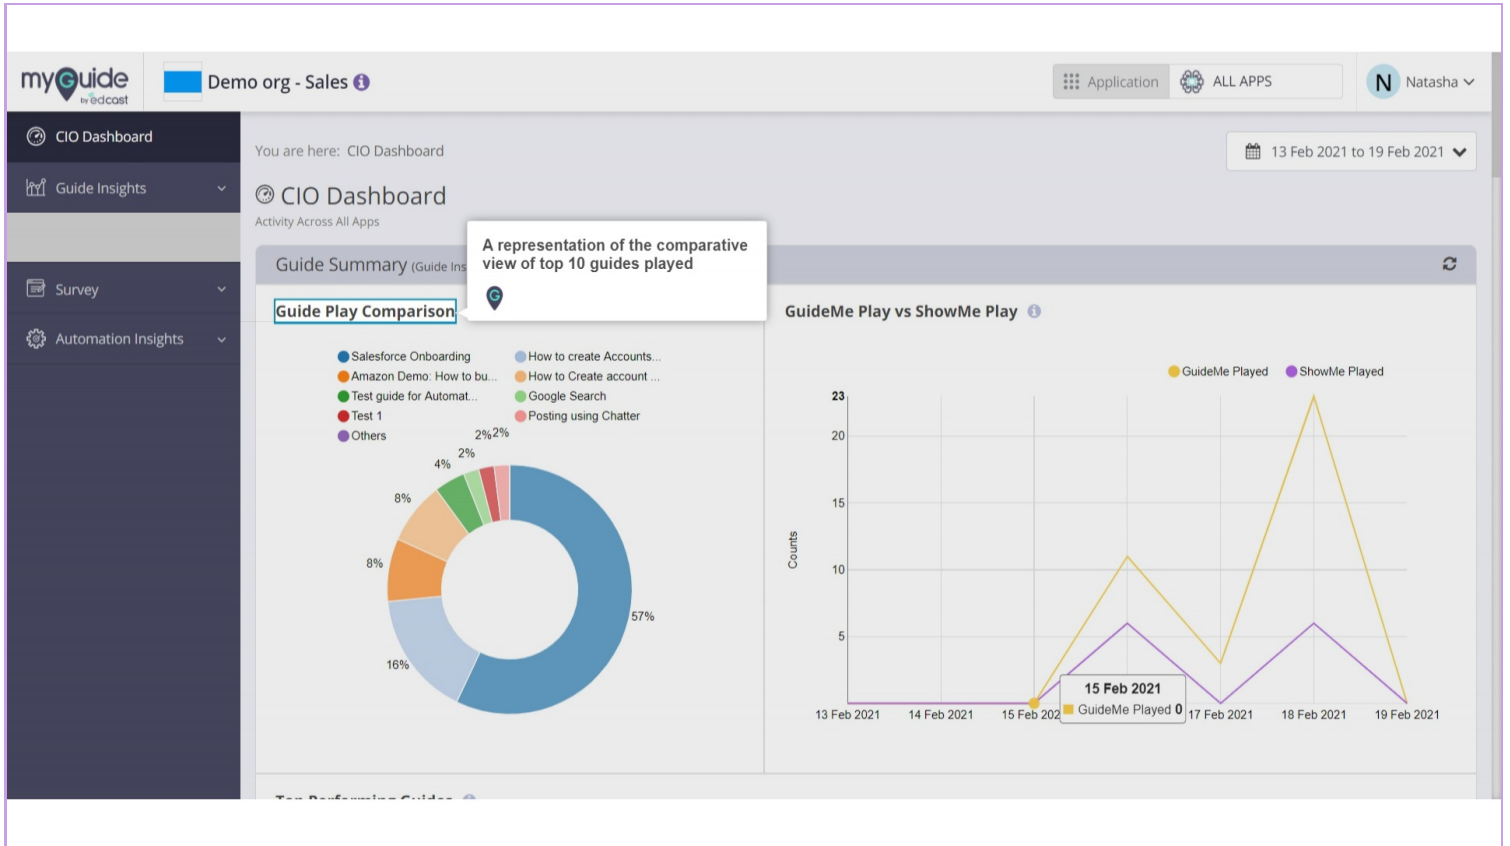 myGuide
by edcast
Demo org - Sales
Application
ALL APPS
N
Natasha
CIO Dashboard
Guide Insights
Survey
Automation Insights
You are here: CIO Dashboard
13 Feb 2021 to 19 Feb 2021
CIO Dashboard
Activity Across All Apps
Guide Summary (Guide Ins
A representation of the comparative
view of top 10 guides played
G
Guide Play Comparison
Salesforce Onboarding
How to create Accounts...
Amazon Demo: How to bu...
How to Create account ...
Test guide for Automat...
Google Search
Test 1
Posting using Chatter
Others
2%
2%
2%
4%
8%
8%
57%
16%
GuideMe Play vs ShowMe Play
GuideMe Played
ShowMe Played
23
20
15
10
5
Counts
15 Feb 2021
GuideMe Played 0
13 Feb 2021
14 Feb 2021
15 Feb 202
17 Feb 2021
18 Feb 2021
19 Feb 2021
Top Performing Guides